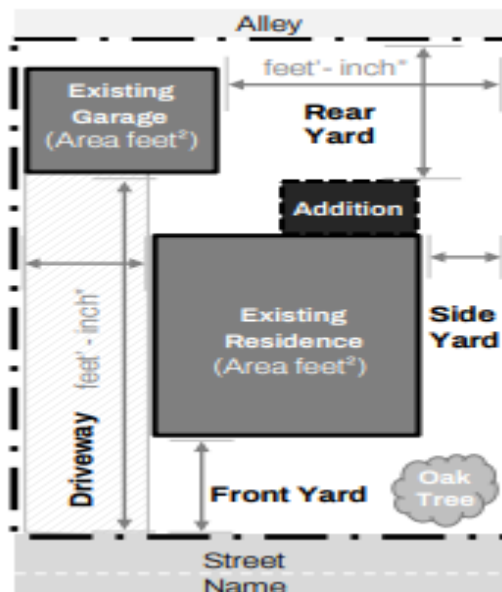 Alley
feet'- inch"
Existing
Garage
(Area feet²)
Rear
Yard
Addition
Existing
Residence
(Area feet²)
Side
Yard
feet'- inch"
Driveway
Front Yard
Oak
Tree
Street
Name